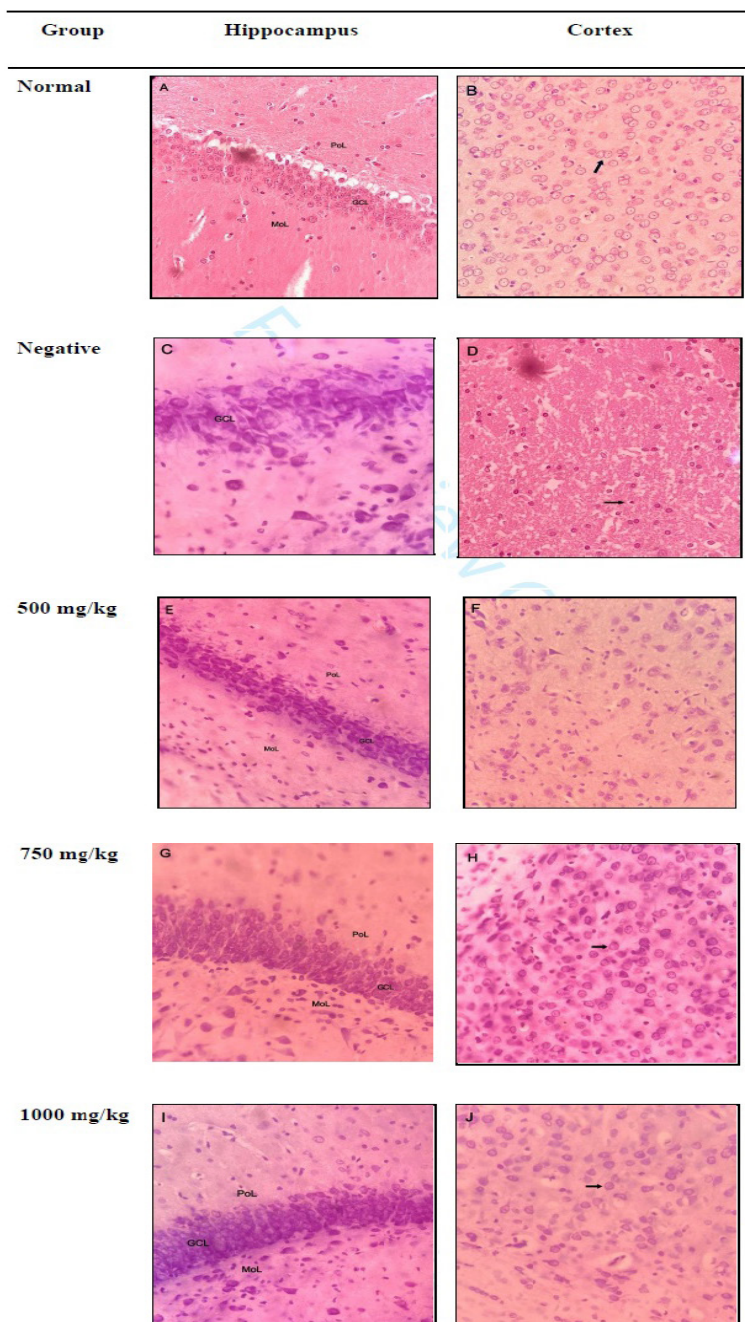 Group Hippocampus Cortex
Normal
A
PoL
GCL
MoL
B
Negative
C
GCL
D
500 mg/kg
E
PoL
GCL
MoL
F
750 mg/kg
G
PoL
GCL
MoL
H
1000 mg/kg
I
PoL
GCL
MoL
J